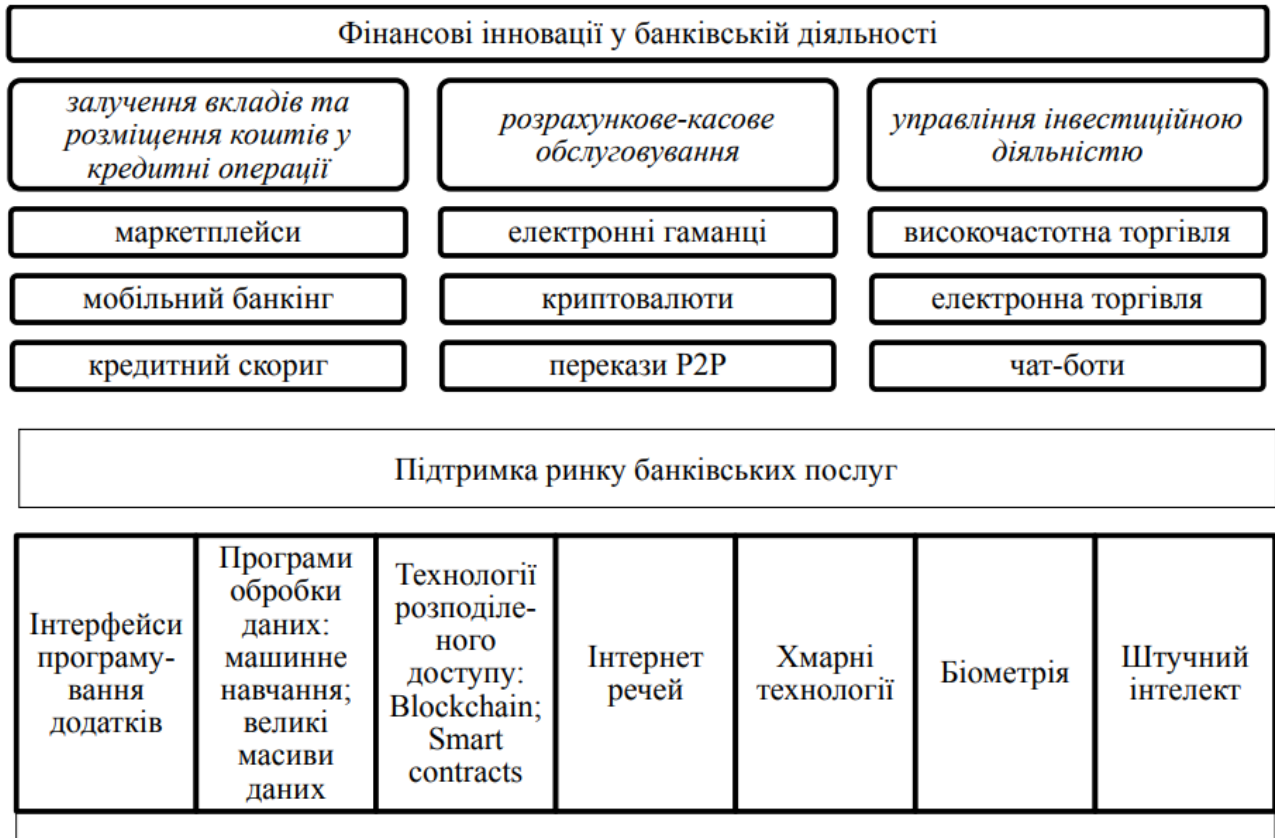 Фінансові інновації у банківській діяльності
залучення вкладів та
розміщення коштів у
кредитні операції
розрахункове-касове
обслуговування
управління інвестиційною
діяльністю
маркетплейси
електронні гаманці
високочастотна торгівля
мобільний банкінг
криптовалюти
електронна торгівля
кредитний скориг
перекази P2P
чат-боти
Підтримка ринку банківських послуг
Інтерфейси
програму-
вання
додатків
Програми
обробки
даних:
машинне
навчання;
великі
масиви
даних
Технології
розподіле-
ного
доступу:
Blockchain;
Smart
contracts
Інтернет
речей
Хмарні
технології
Біометрія
Штучний
інтелект